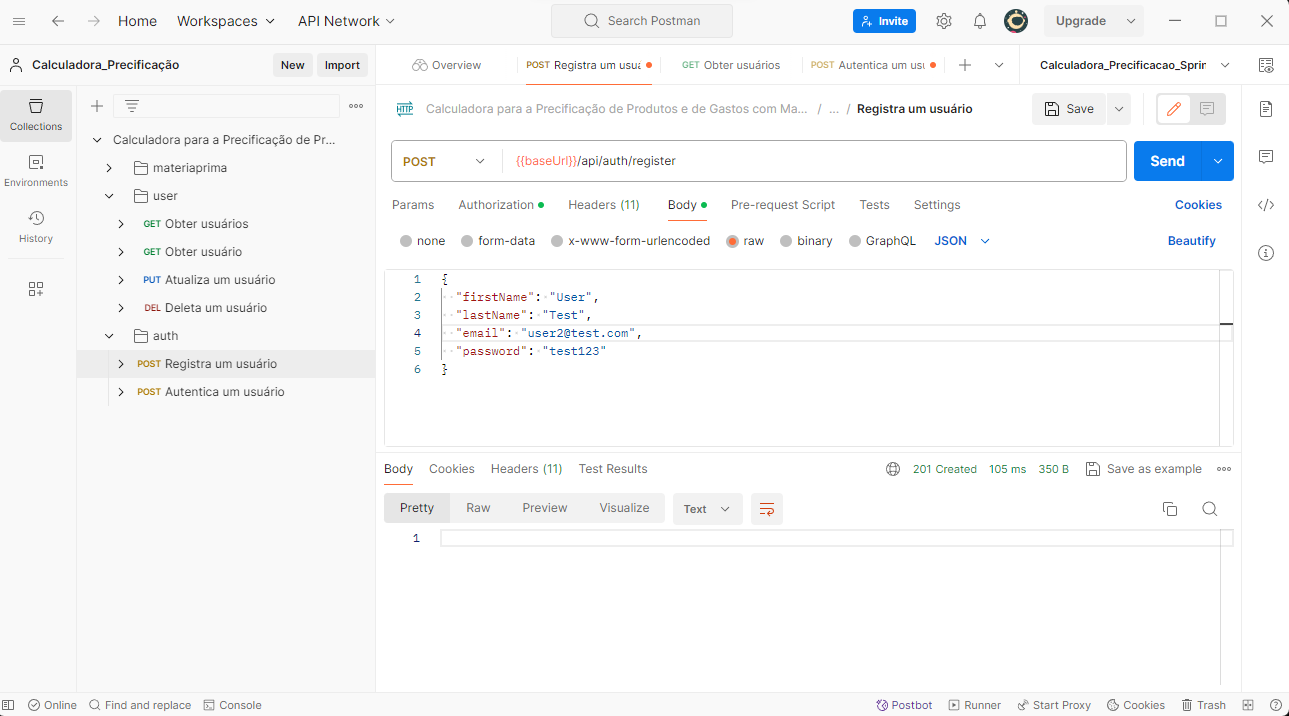 Home Workspaces API Network Search Postman Invite Upgrade
Calculadora_Precificação New Import Overview POST Registra um usuá GET Obter usuários POST Autentica um usu Calculadora_Precificacao_Sprin
Collections
Environments
History
Calculadora para a Precificação de Pr...
materiaprima
user
GET Obter usuários
GET Obter usuário
PUT Atualiza um usuário
DEL Deleta um usuário
auth
POST Registra um usuário
POST Autentica um usuário
HTTP Calculadora para a Precificação de Produtos e de Gastos com Ma... / ... / Registra um usuário Save
POST {{baseUrl}}/api/auth/register Send
Params Authorization Headers (11) Body Pre-request Script Tests Settings Cookies
none form-data x-www-form-urlencoded raw binary GraphQL JSON Beautify
1 {
2 "firstName": "User",
3 "lastName": "Test",
4 "email": "user2@test.com",
5 "password": "test123"
6 }
Body Cookies Headers (11) Test Results 201 Created 105 ms 350 B Save as example
Pretty Raw Preview Visualize Text
1
Online Find and replace Console Postbot Runner Start Proxy Cookies Trash